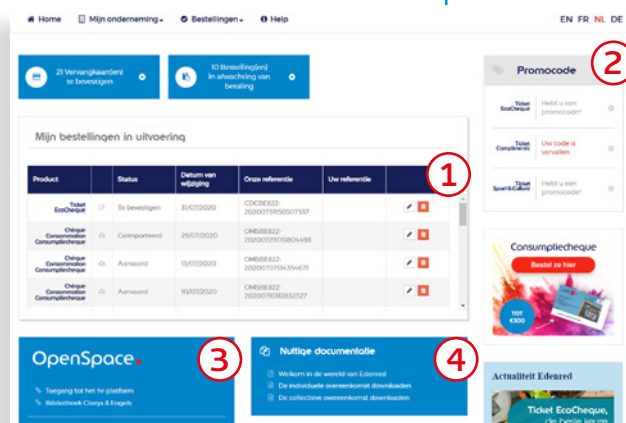 Home
Mijn onderneming
Bestellingen
Help
EN FR NL DE
21 Vervangkaart(en)
te bevestigen
10 Bestelling(en)
in afwachting van
betaling
Promocode
2
Ticket
EcoCheque
Hebt u een
promocode?
Ticket
Compliments
Uw code is
vervallen
Ticket
Sport&Culture
Hebt u een
promocode?
Mijn bestellingen in uitvoering
1
Product
Status
Datum van
wijziging
Onze referentie
Uw referentie
Ticket
EcoCheque
Te bevestigen
31/07/2020
CDCBE822-
Chèque
Consommation
Consumptiecheque
Geïmporteerd
29/07/2020
OMSBE822-
Chèque
Consommation
Consumptiecheque
Aanvaard
13/07/2020
OMSBE822-
Chèque
Consommation
Consumptiecheque
Aanvaard
10/07/2020
OMSBE822-
Consumptiecheque
Bestel ze hier
TOT
€300
OpenSpace.
3
Toegang tot het hr-platform
Bibliotheek Claeys & Engels
Nuttige documentatie
4
Welkom in de wereld van Edenred
De individuele overeenkomst downloaden
De collectieve overeenkomst downloaden
Actualiteit Edenred
Ticket EcoCheque,
de beste keuze